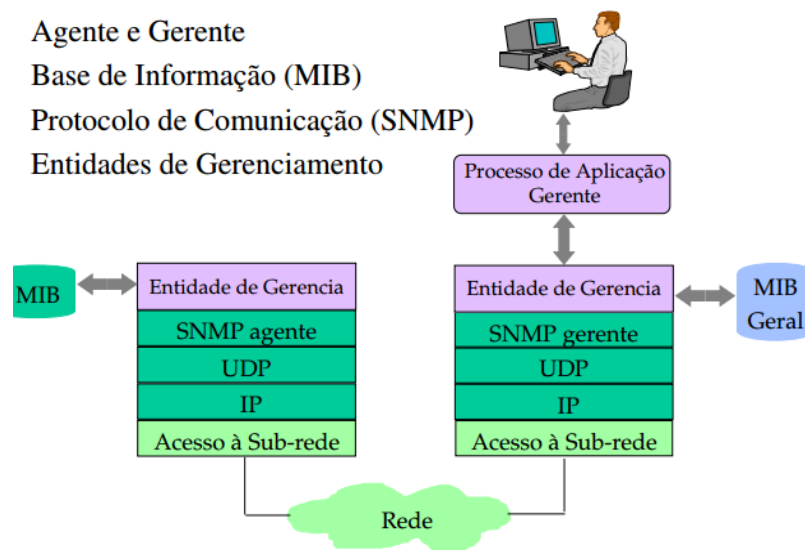 Agente e Gerente
Base de Informação (MIB)
Protocolo de Comunicação (SNMP)
Entidades de Gerenciamento
Processo de Aplicação
Gerente
MIB
Entidade de Gerencia
SNMP agente
UDP
IP
Acesso à Sub-rede
Entidade de Gerencia
SNMP gerente
UDP
IP
Acesso à Sub-rede
MIB
Geral
Rede